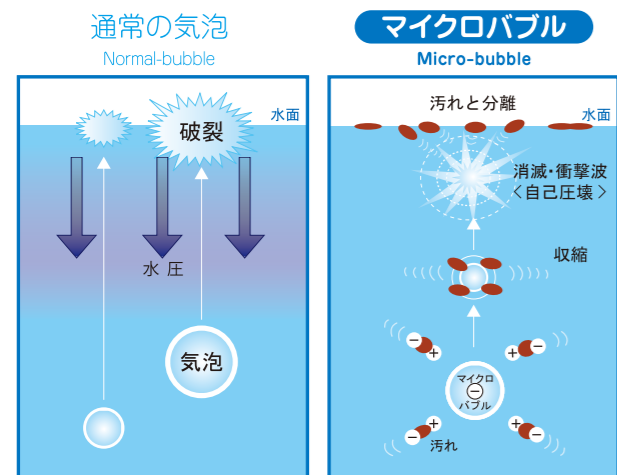 通常の気泡
Normal-bubble
水面
破裂
水圧
気泡
マイクロバブル
Micro-bubble
汚れと分離
水面
消滅・衝撃波
<自己圧壊>
収縮
− +
+ −
マイクロ
−
バブル
− +
+ −
汚れ